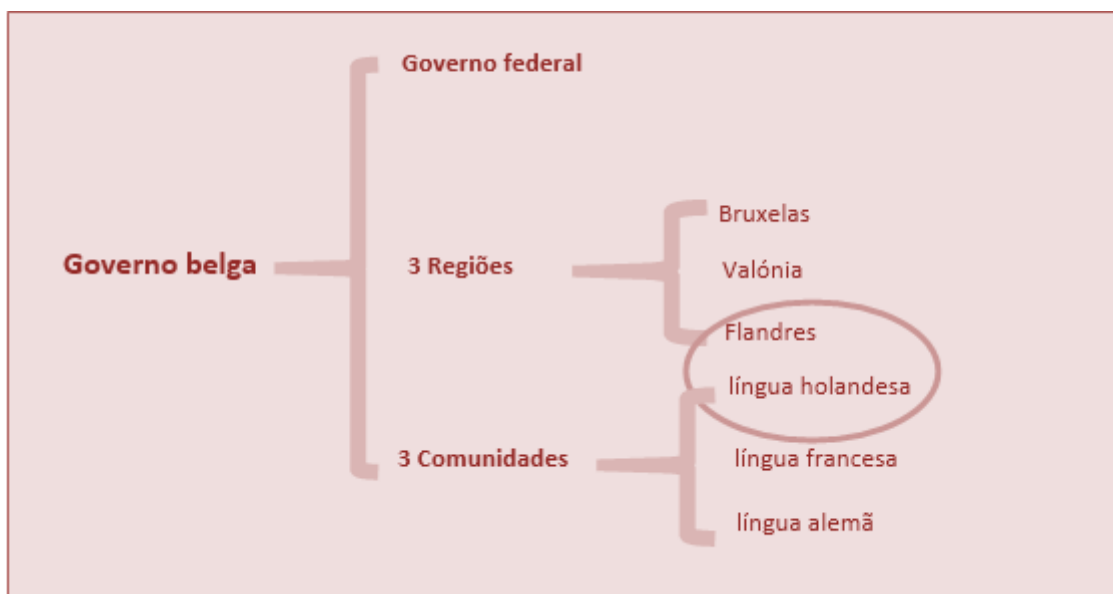 Governo federal
Governo belga
3 Regiões
Bruxelas
Valónia
Flandres
língua holandesa
3 Comunidades
língua francesa
língua alemã